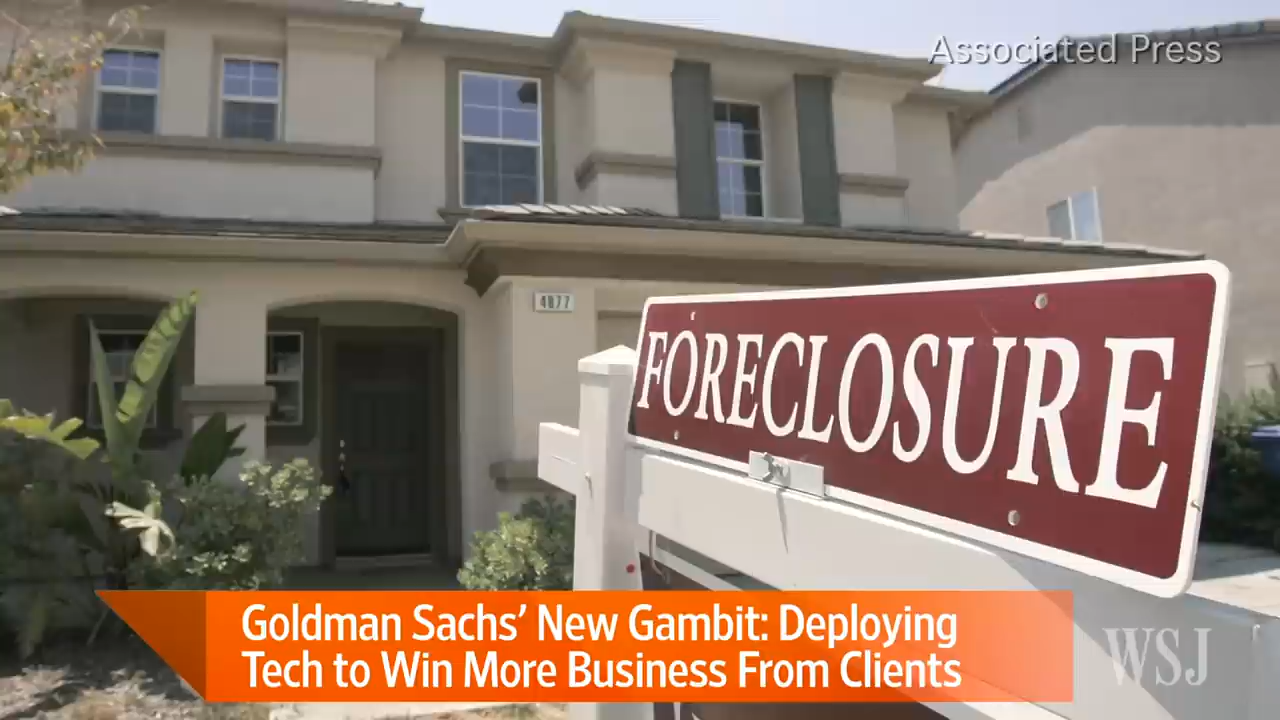 Associated Press
4077
FORECLOSURE
Goldman Sachs’ New Gambit: Deploying
Tech to Win More Business From Clients
WSJ